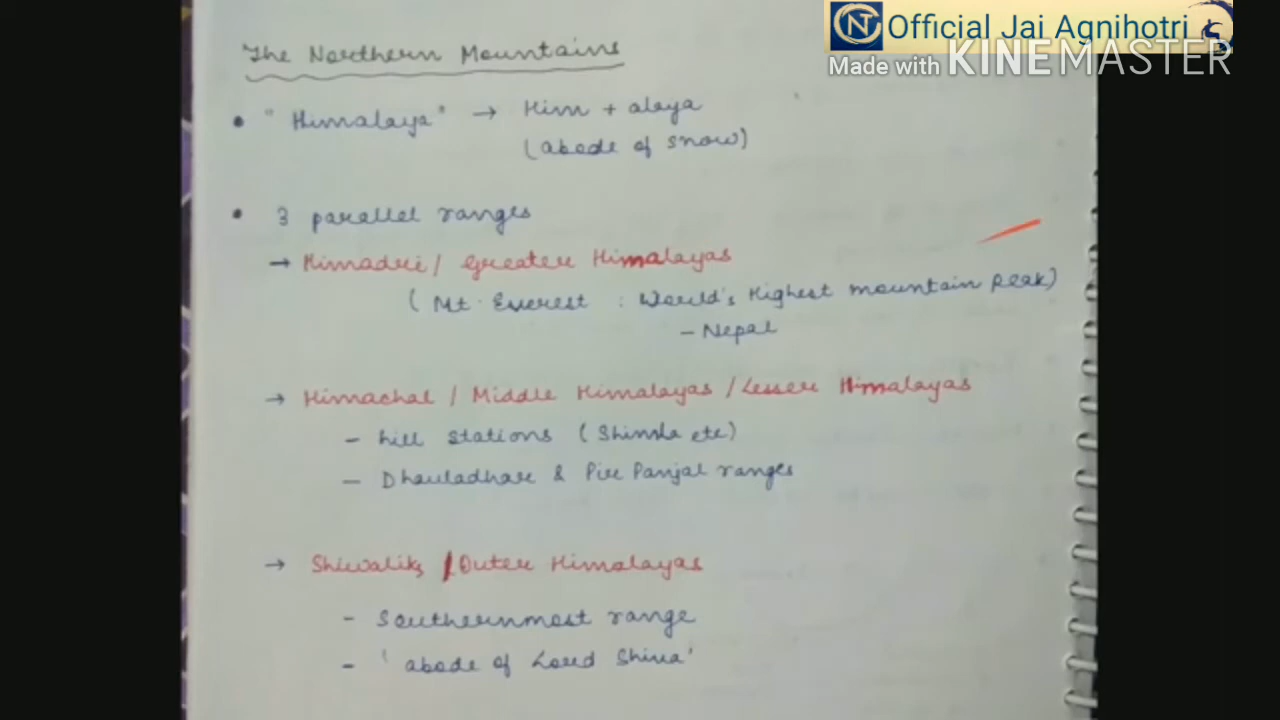 Official Jai Agnihotri
Made with KINEMASTER
The Northern Mountains
• "Himalaya" → Him + alaya
(abode of snow)
• 3 parallel ranges
→ Himadri / Greater Himalayas
( Mt. Everest : World's Highest mountain peak)
– Nepal
→ Himachal / Middle Himalayas / Lesser Himalayas
– hill stations ( Shimla etc)
– Dhauladhar & Pir Panjal ranges
→ Shiwaliks / Outer Himalayas
– Southernmost range
– 'abode of Lord Shiva'